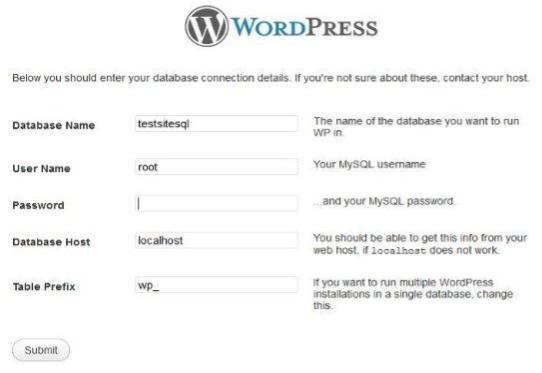 WORDPRESS
Below you should enter your database connection details. If you're not sure about these, contact your host.
Database Name
testsitesql
The name of the database you want to run
WP in.
User Name
root
Your MySQL username
Password
...and your MySQL password.
Database Host
localhost
You should be able to get this info from your
web host, if localhost does not work.
Table Prefix
wp_
If you want to run multiple WordPress
installations in a single database, change
this.
Submit